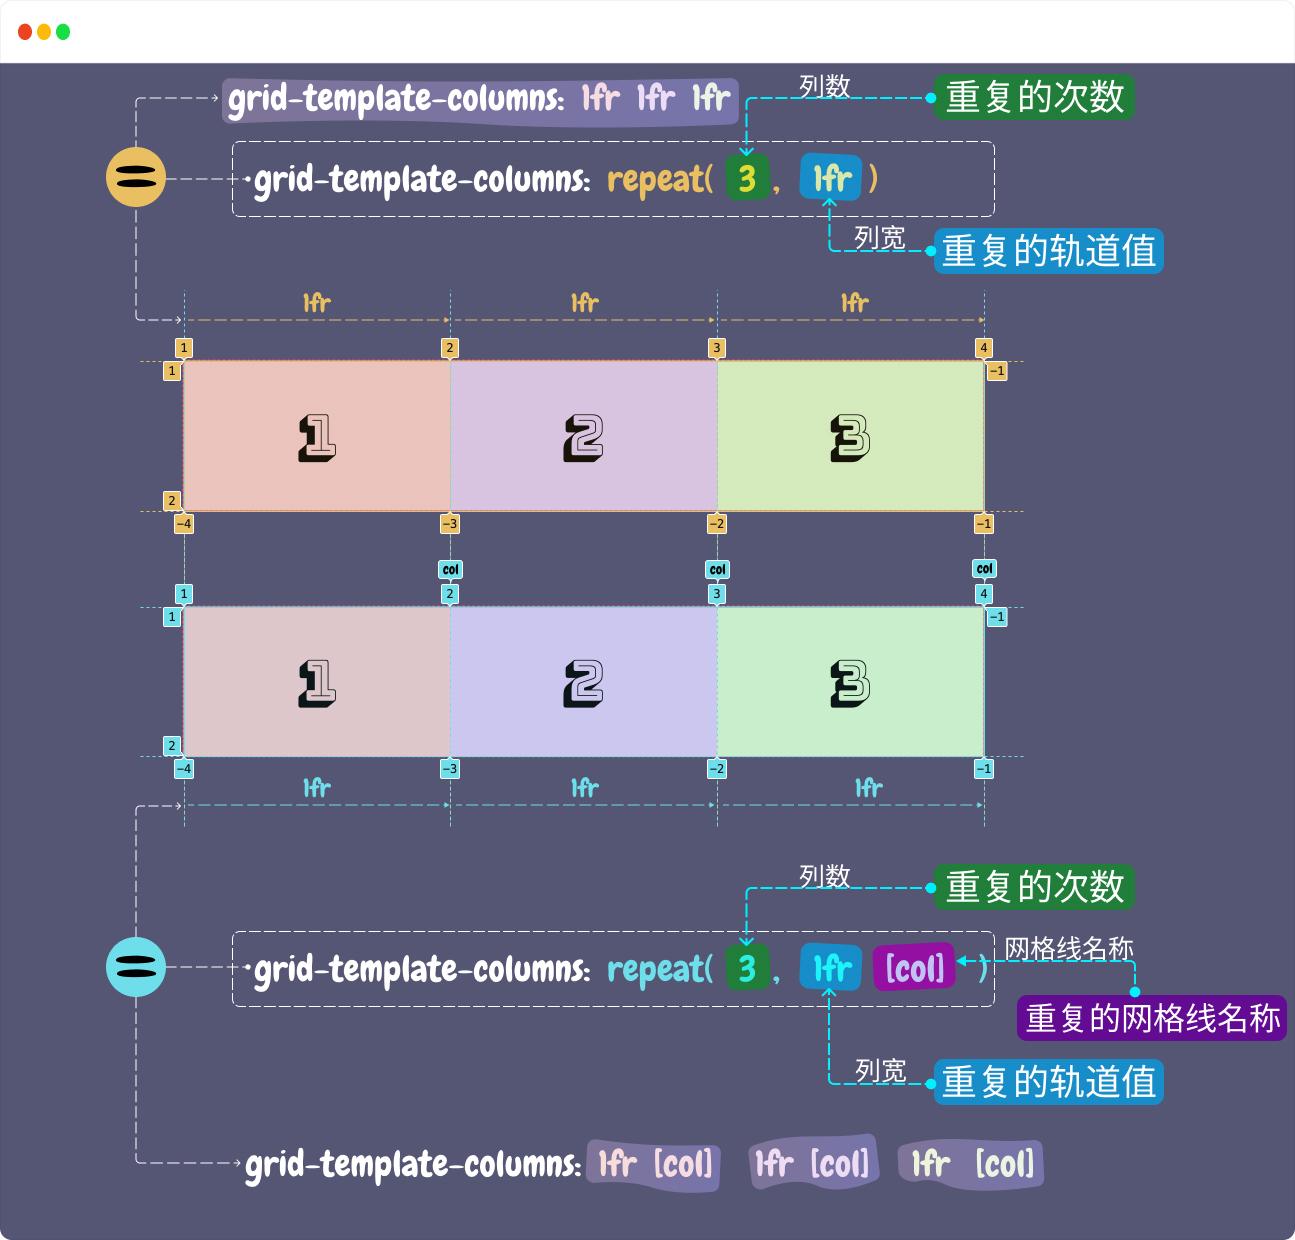 grid-template-columns: 1fr 1fr 1fr
列数
重复的次数
grid-template-columns: repeat( 3 , 1fr )
列宽
重复的轨道值
1fr 1fr 1fr
1 2 3 4
1 -1
1 2 3
2
-4 -3 -2 -1
col col col
1 2 3 4
1 -1
1 2 3
2
-4 -3 -2 -1
1fr 1fr 1fr
列数
重复的次数
网格线名称
grid-template-columns: repeat( 3 , 1fr [col] )
重复的网格线名称
列宽
重复的轨道值
grid-template-columns: 1fr [col] 1fr [col] 1fr [col]